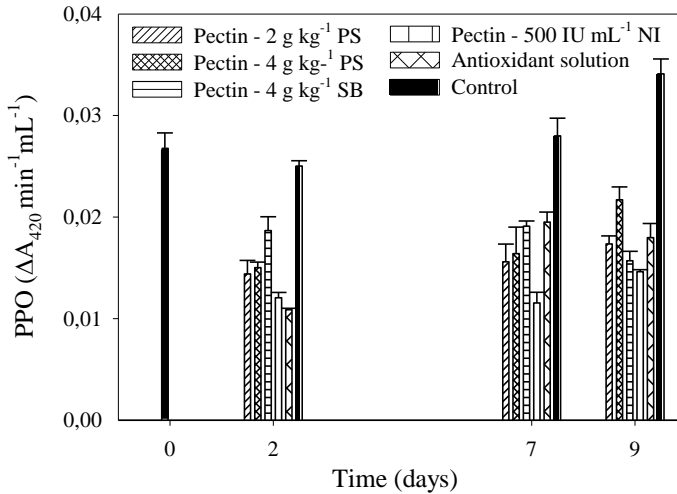 PPO (ΔA₄₂₀ min⁻¹mL⁻¹)
0,04
0,03
0,02
0,01
0,00
Pectin - 2 g kg⁻¹ PS
Pectin - 4 g kg-¹ PS
Pectin - 4 g kg⁻¹ SB
Pectin - 500 IU mL⁻¹ NI
Antioxidant solution
Control
0 2 7 9
Time (days)